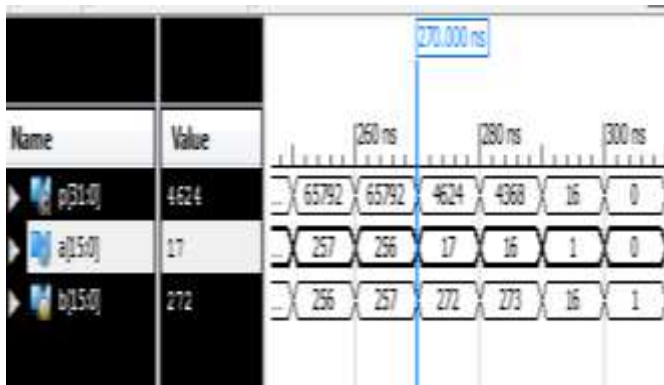 270.000 ns
Name Value 260 ns 280 ns 300 ns
p[31:0] 4624 ... 65792 65792 4624 4368 16 0
a[15:0] 17 ... 257 256 17 16 1 0
b[15:0] 272 ... 256 257 272 273 16 1